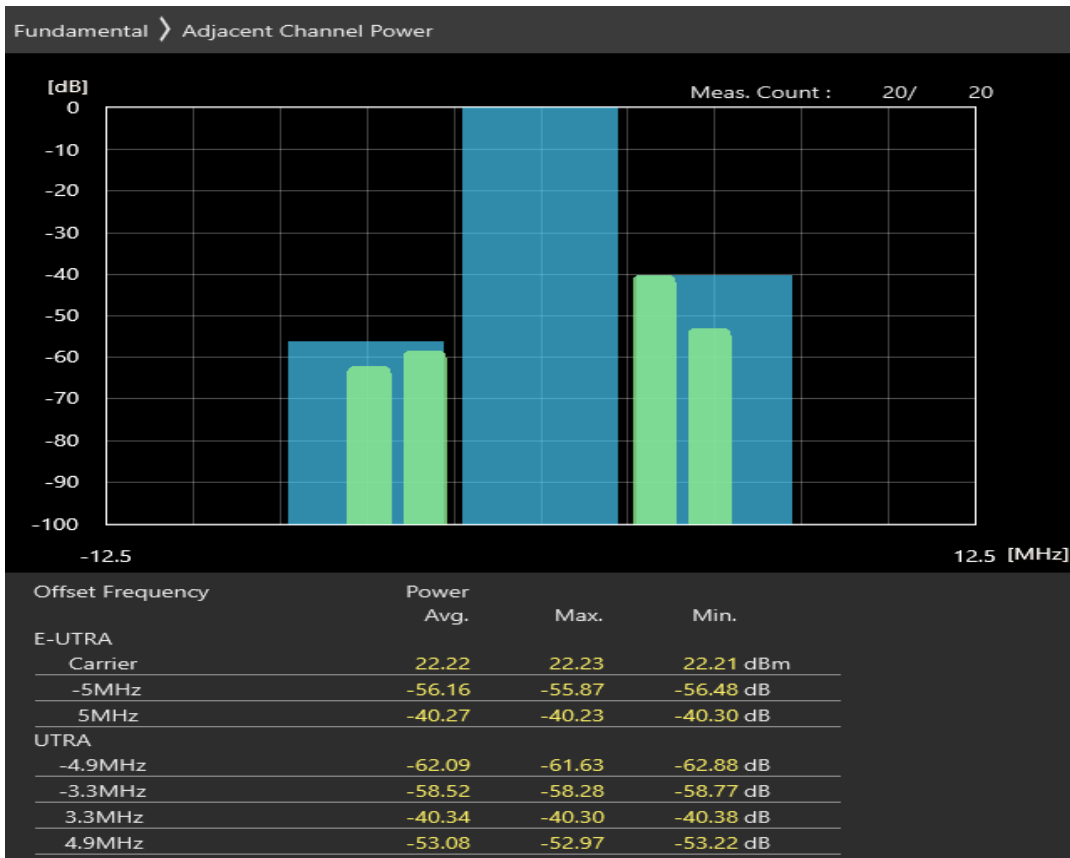 Fundamental 〉 Adjacent Channel Power
[dB]
Meas. Count : 20/ 20
0
-10
-20
-30
-40
-50
-60
-70
-80
-90
-100
-12.5 12.5 [MHz]
Offset Frequency Power
Avg. Max. Min.
E-UTRA
Carrier 22.22 22.23 22.21 dBm
-5MHz -56.16 -55.87 -56.48 dB
5MHz -40.27 -40.23 -40.30 dB
UTRA
-4.9MHz -62.09 -61.63 -62.88 dB
-3.3MHz -58.52 -58.28 -58.77 dB
3.3MHz -40.34 -40.30 -40.38 dB
4.9MHz -53.08 -52.97 -53.22 dB